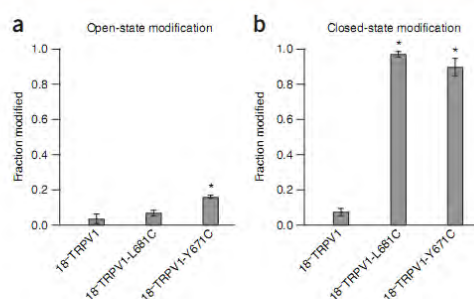 a
Open-state modification
Fraction modified
1.0
0.8
0.6
0.4
0.2
0.0
18⁻TRPV1
18⁻TRPV1-L681C
18⁻TRPV1-Y671C
*
b
Closed-state modification
Fraction modified
1.0
0.8
0.6
0.4
0.2
0.0
18⁻TRPV1
18⁻TRPV1-L681C
18⁻TRPV1-Y671C
*
*